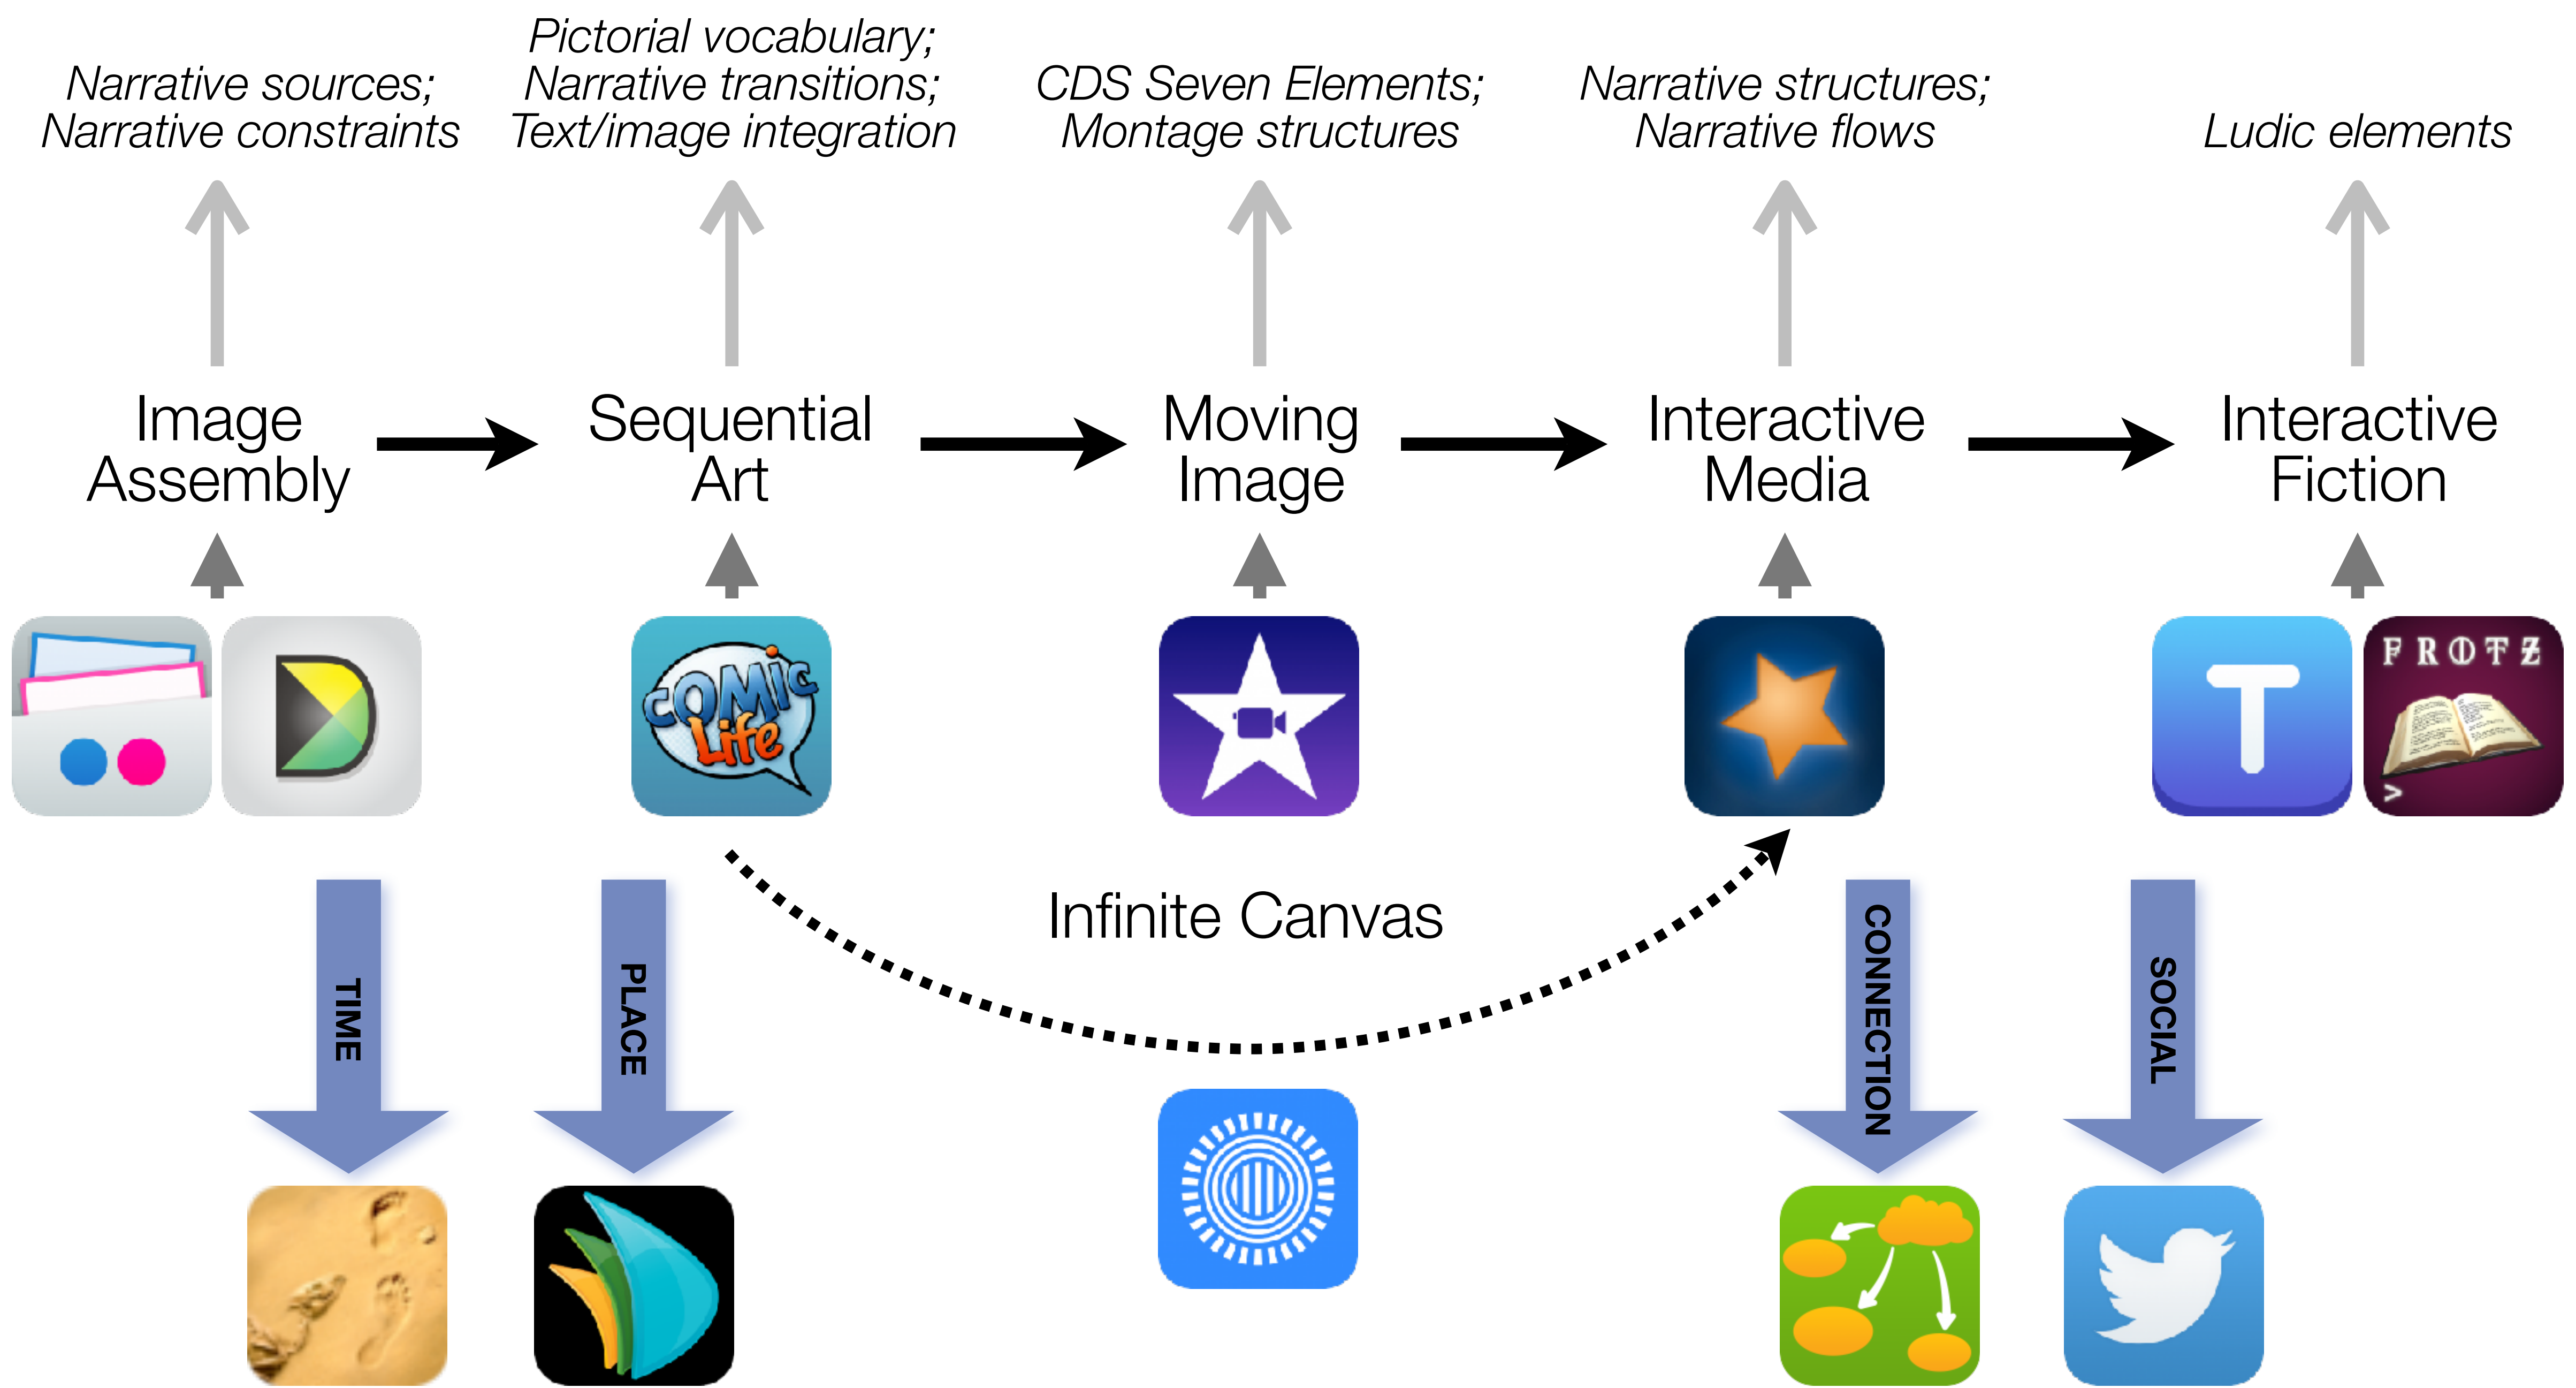 Narrative sources;
Narrative constraints
Pictorial vocabulary;
Narrative transitions;
Text/image integration
CDS Seven Elements;
Montage structures
Narrative structures;
Narrative flows
Ludic elements
Image
Assembly
Sequential
Art
Moving
Image
Interactive
Media
Interactive
Fiction
COMIC
Life
T
FROTZ
>
Infinite Canvas
TIME
PLACE
CONNECTION
SOCIAL